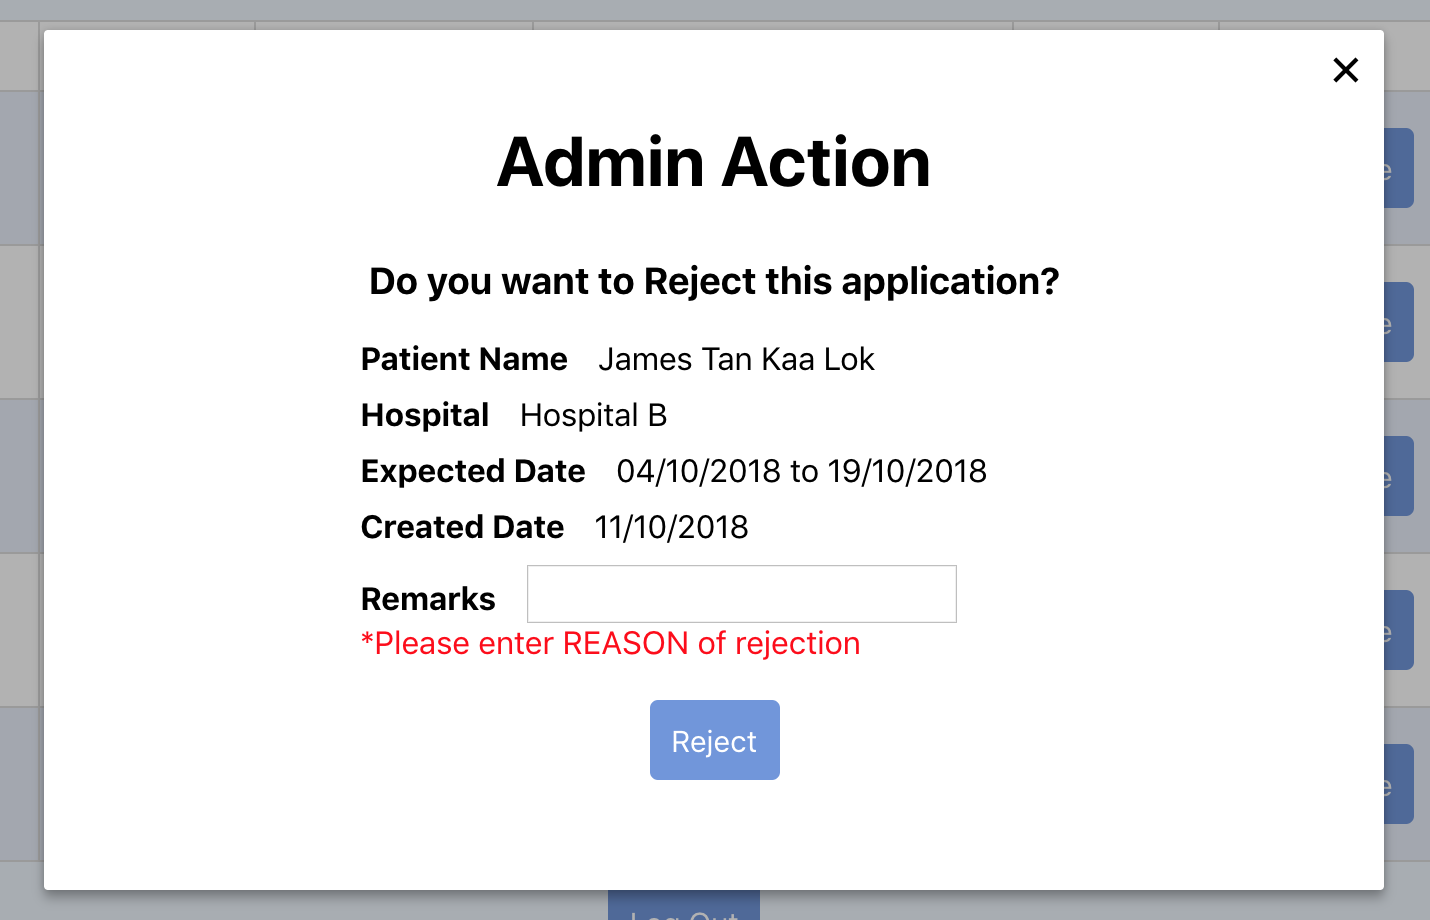 Admin Action
Do you want to Reject this application?
Patient Name James Tan Kaa Lok
Hospital Hospital B
Expected Date 04/10/2018 to 19/10/2018
Created Date 11/10/2018
Remarks
*Please enter REASON of rejection
Reject
Log Out